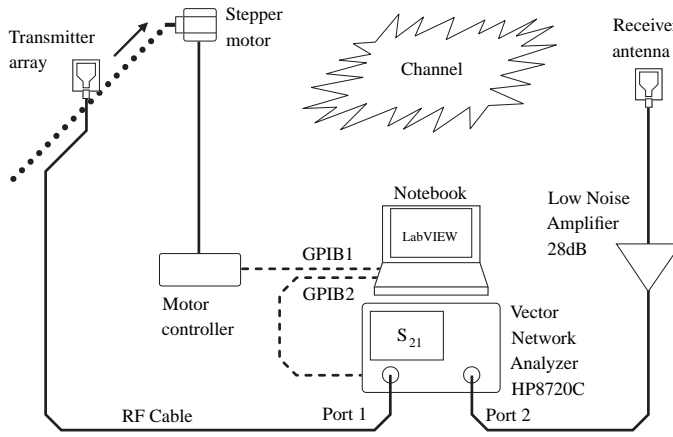 Transmitter
array
Stepper
motor
Channel
Receiver
antenna
Notebook
LabVIEW
Low Noise
Amplifier
28dB
GPIB1
GPIB2
Motor
controller
S21
Vector
Network
Analyzer
HP8720C
RF Cable
Port 1
Port 2